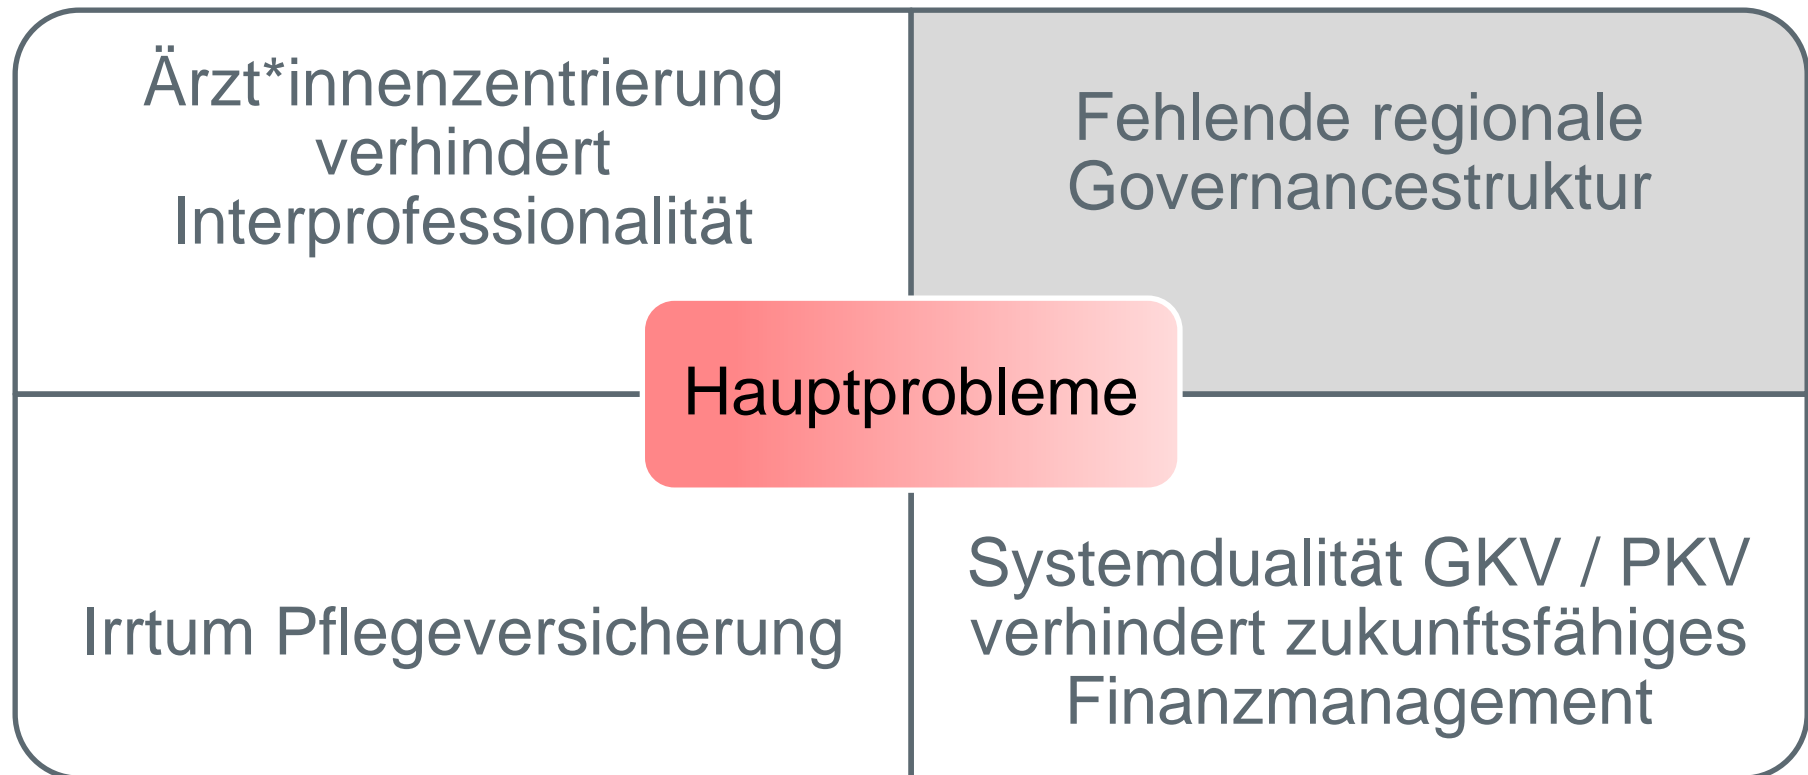 Ärzt*innenzentrierung
verhindert
Interprofessionalität
Fehlende regionale
Governancestruktur
Hauptprobleme
Irrtum Pflegeversicherung
Systemdualität GKV / PKV
verhindert zukunftsfähiges
Finanzmanagement